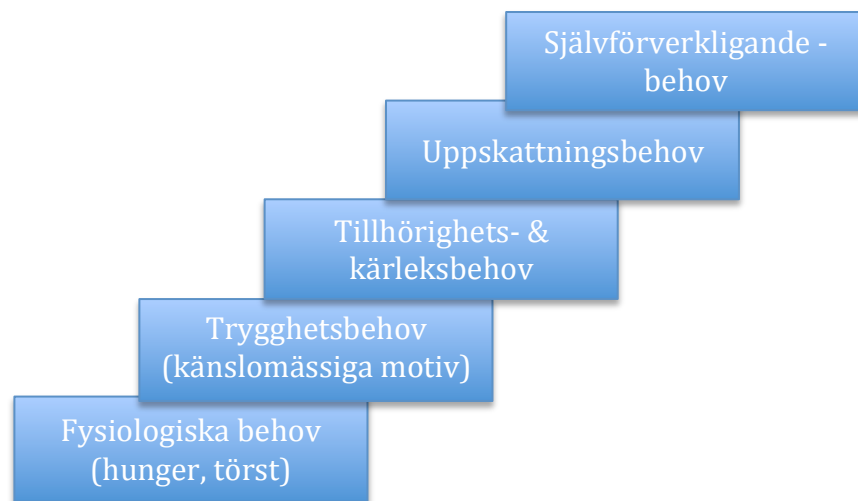 Självförverkligande -
behov
Uppskattningsbehov
Tillhörighets- &
kärleksbehov
Trygghetsbehov
(känslomässiga motiv)
Fysiologiska behov
(hunger, törst)